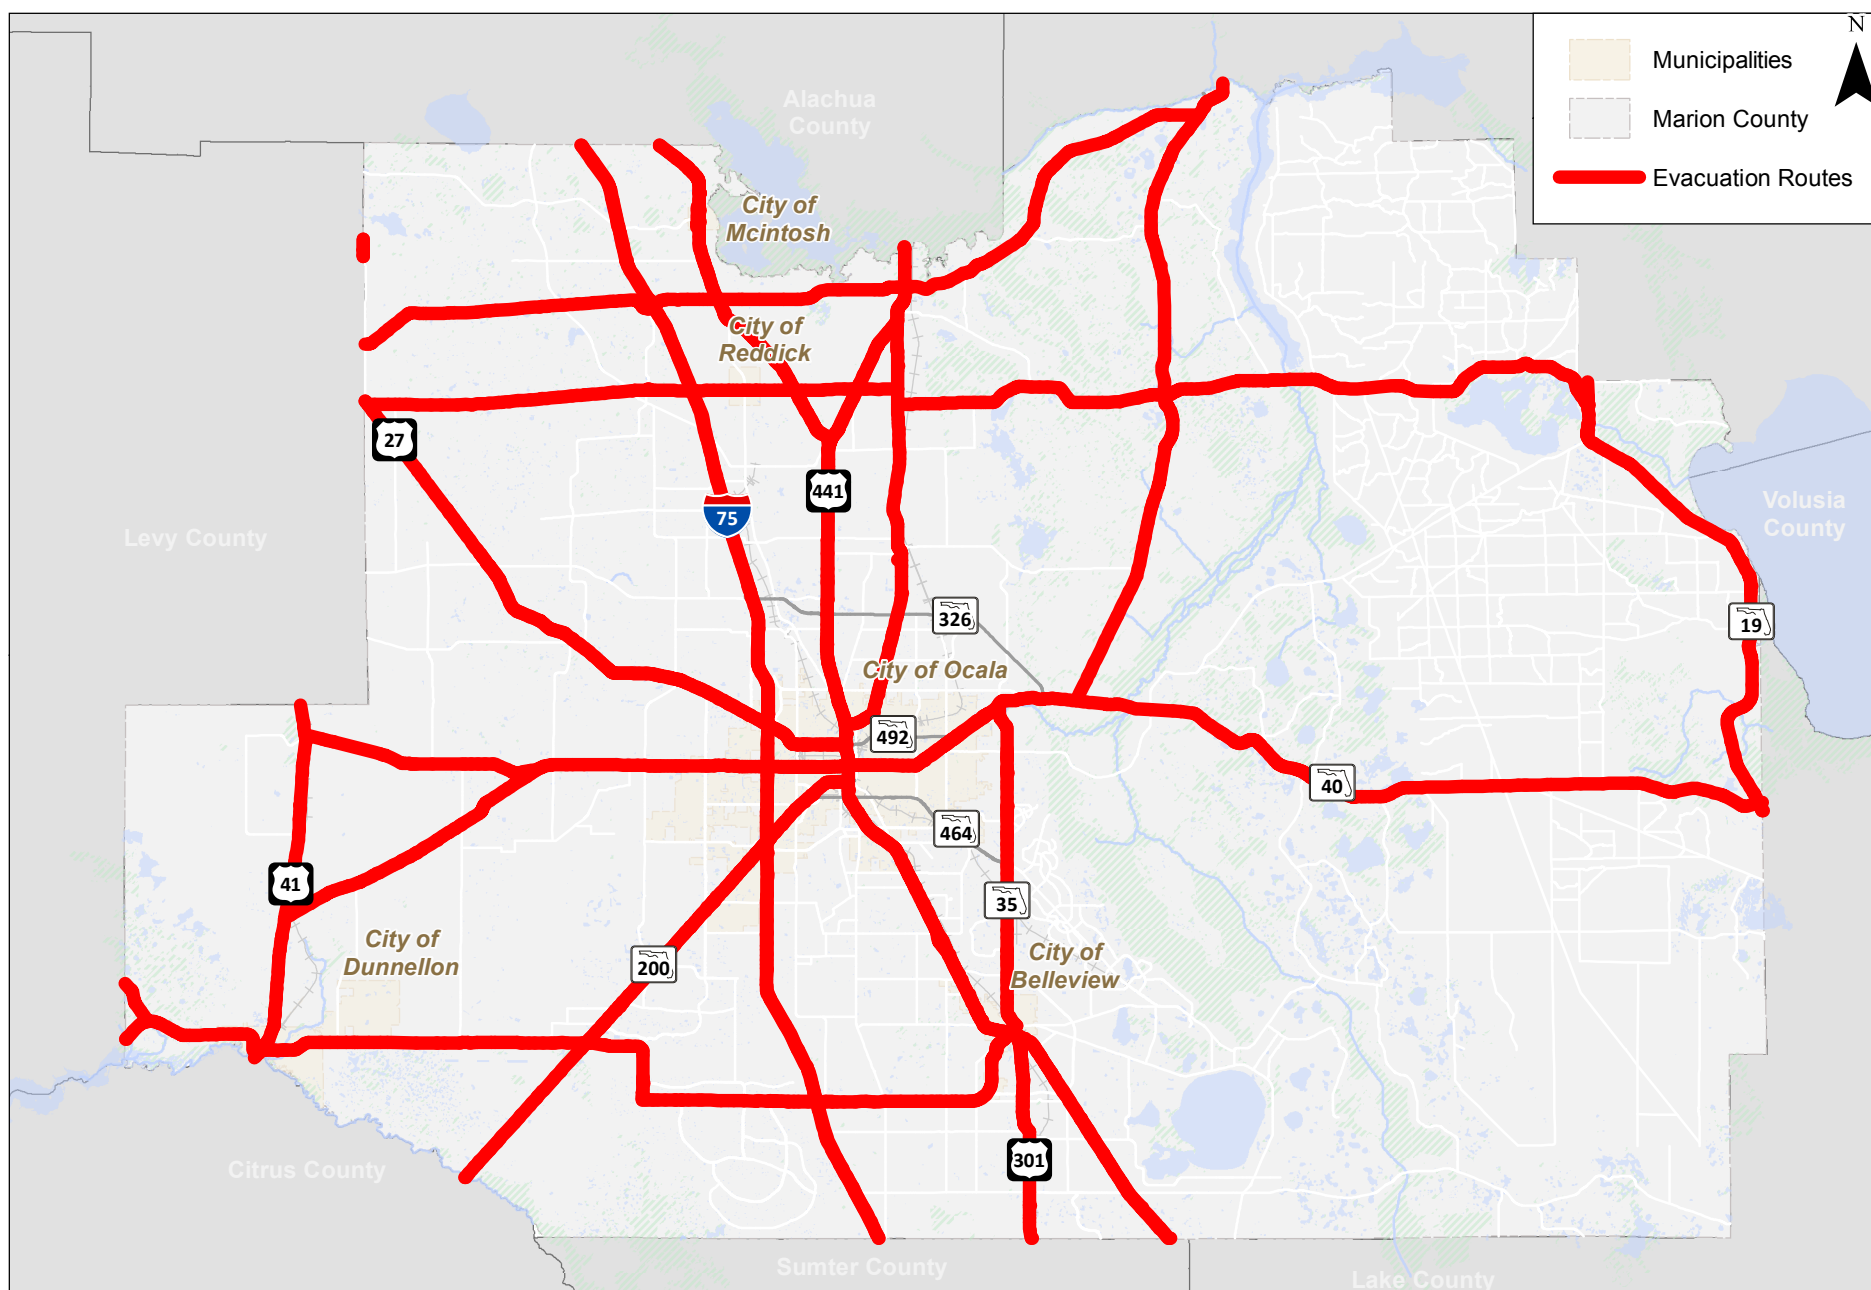 N
Municipalities
Marion County
Evacuation Routes
Alachua
County
City of
Mcintosh
City of
Reddick
27
441
75
Levy County
Volusia
County
326
19
City of Ocala
492
40
464
41
35
City of
Dunnellon
200
City of
Belleview
301
Citrus County
Sumter County
Lake County